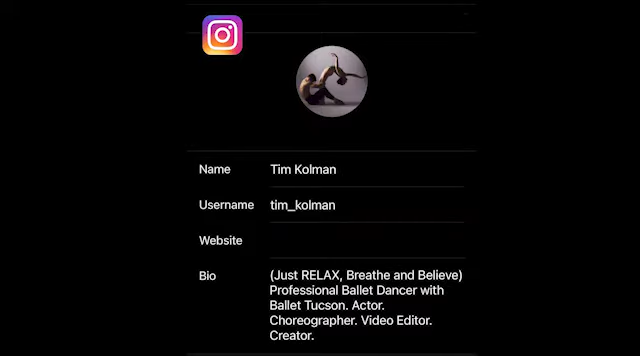 Name Tim Kolman
Username tim_kolman
Website
Bio (Just RELAX, Breathe and Believe)
Professional Ballet Dancer with
Ballet Tucson. Actor.
Choreographer. Video Editor.
Creator.